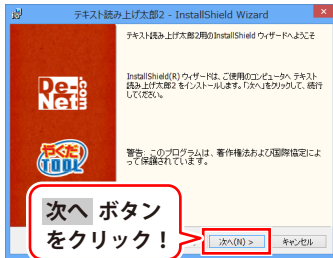 テキスト読み上げ太郎2 - InstallShield Wizard
テキスト読み上げ太郎2用のInstallShield ウィザードへようこそ
InstallShield(R) ウィザードは、ご使用のコンピュータへ テキスト
読み上げ太郎2 をインストールします。「次へ」をクリックして、続行
してください。
De-
Net
.com
警告: このプログラムは、著作権法および国際協定によ
って保護されています。
やくだつ
TOOL
次へ ボタン
をクリック!
次へ(N) >
キャンセル